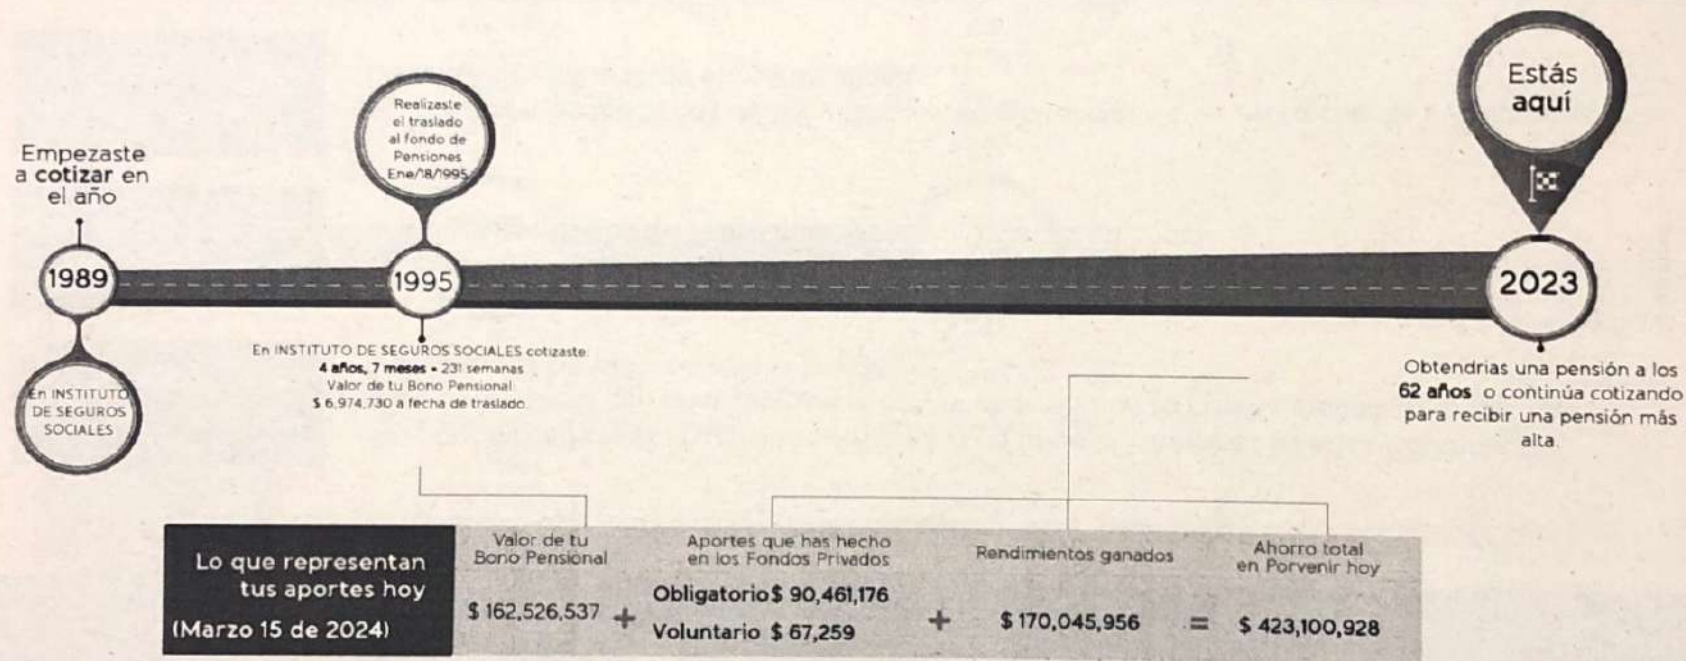 Empezaste
a cotizar en
el año
1989
En INSTITUTO
DE SEGUROS
SOCIALES
Realizaste
el traslado
al fondo de
Pensiones
Ene/18/1995
1995
En INSTITUTO DE SEGUROS SOCIALES cotizaste:
4 años, 7 meses • 231 semanas
Valor de tu Bono Pensional
$ 6,974,730 a fecha de traslado.
Estás
aquí
2023
Obtendrias una pensión a los
62 años o continúa cotizando
para recibir una pensión más
alta.
Lo que representan
tus aportes hoy
(Marzo 15 de 2024)
Valor de tu
Bono Pensional
$ 162,526,537
+
Aportes que has hecho
en los Fondos Privados
Obligatorio $ 90,461,176
Voluntario $ 67,259
+
Rendimientos ganados
$ 170,045,956
=
Ahorro total
en Porvenir hoy
$ 423,100,928